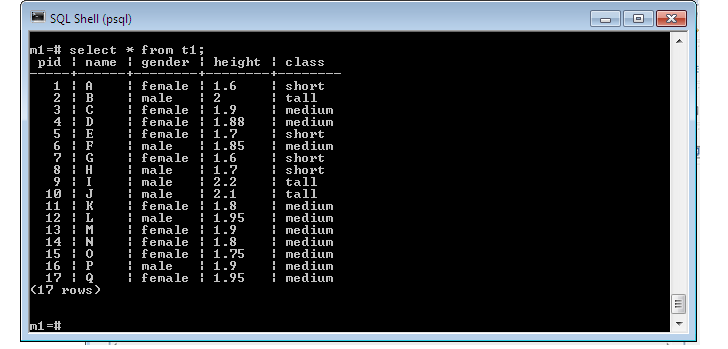 SQL Shell (psql)
m1=# select * from t1;
 pid | name | gender | height | class
-----+------+--------+--------+--------
   1 | A    | female | 1.6    | short
   2 | B    | male   | 2      | tall
   3 | C    | female | 1.9    | medium
   4 | D    | female | 1.88   | medium
   5 | E    | female | 1.7    | short
   6 | F    | male   | 1.85   | medium
   7 | G    | female | 1.6    | short
   8 | H    | male   | 1.7    | short
   9 | I    | male   | 2.2    | tall
  10 | J    | male   | 2.1    | tall
  11 | K    | female | 1.8    | medium
  12 | L    | male   | 1.95   | medium
  13 | M    | female | 1.9    | medium
  14 | N    | female | 1.8    | medium
  15 | O    | female | 1.75   | medium
  16 | P    | male   | 1.9    | medium
  17 | Q    | female | 1.95   | medium
(17 rows)
m1=#